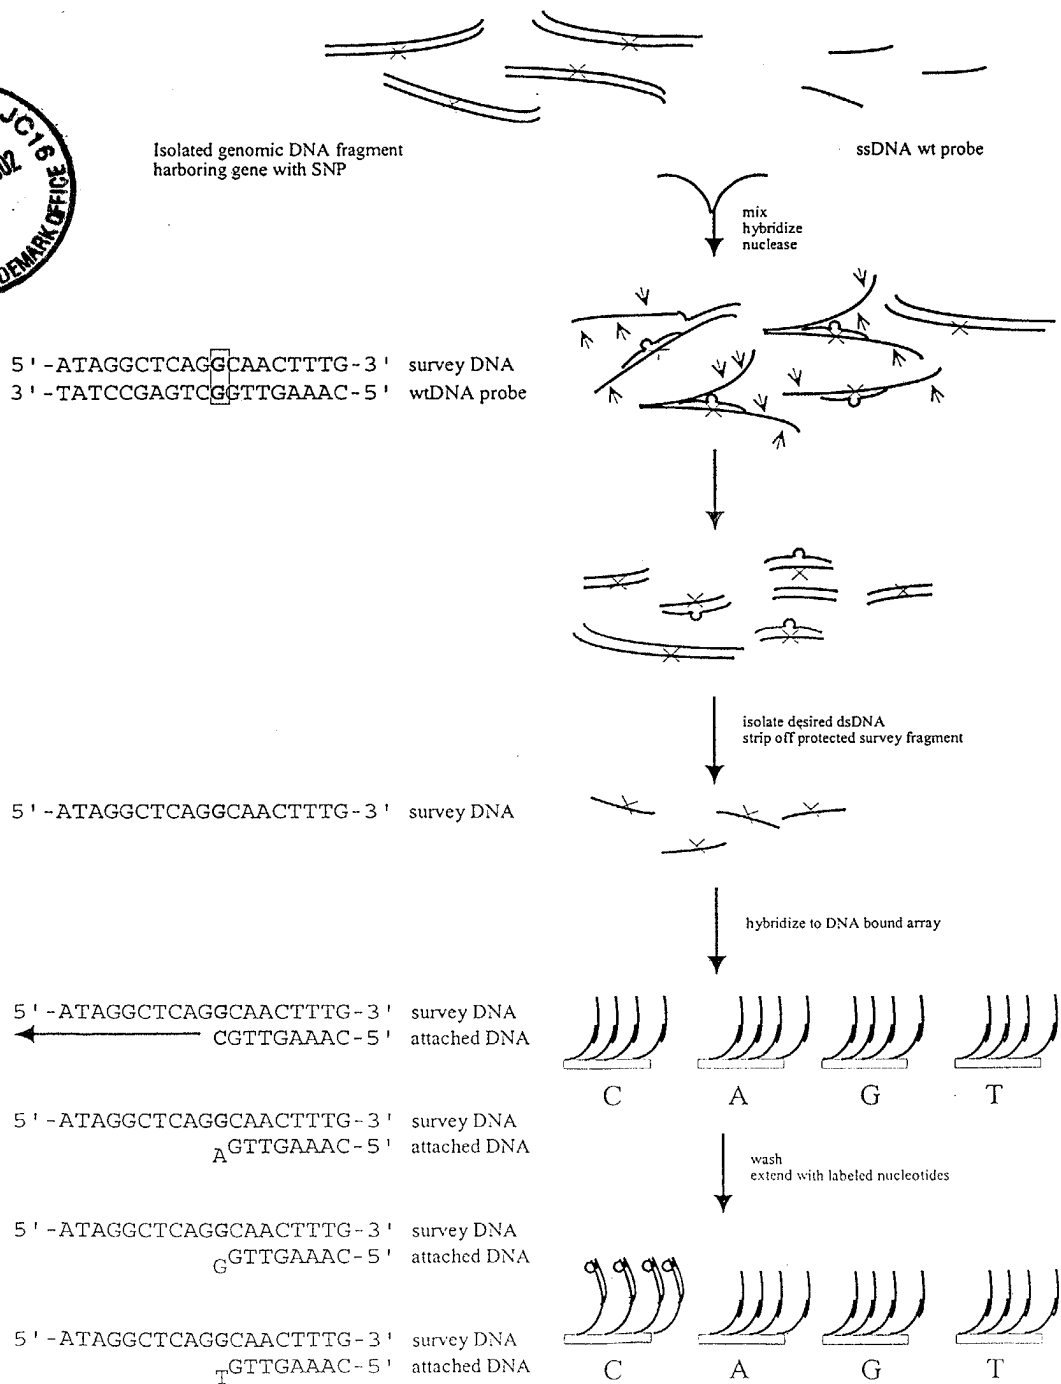 JC16
02
DEMARK OFFICE
Isolated genomic DNA fragment
harboring gene with SNP
ssDNA wt probe
mix
hybridize
nuclease
5'-ATAGGCTCAGGCAACTTTG-3' survey DNA
3'-TATCCGAGTCGGTTGAAAC-5' wtDNA probe
isolate desired dsDNA
strip off protected survey fragment
5'-ATAGGCTCAGGCAACTTTG-3' survey DNA
hybridize to DNA bound array
5'-ATAGGCTCAGGCAACTTTG-3' survey DNA
CGTTGAAAC-5' attached DNA
C A G T
5'-ATAGGCTCAGGCAACTTTG-3' survey DNA
AGTTGAAAC-5' attached DNA
wash
extend with labeled nucleotides
5'-ATAGGCTCAGGCAACTTTG-3' survey DNA
GGTTGAAAC-5' attached DNA
5'-ATAGGCTCAGGCAACTTTG-3' survey DNA
TGTTGAAAC-5' attached DNA
C A G T